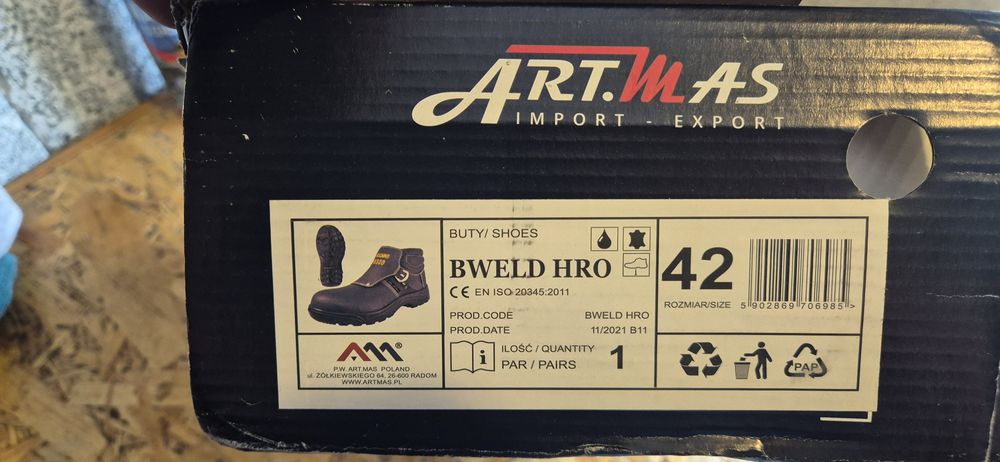 ART.MAS
IMPORT - EXPORT
BUTY/ SHOES
BWELD HRO
CE EN ISO 20345:2011
PROD.CODE BWELD HRO
PROD.DATE 11/2021 B11
i ILOŚĆ / QUANTITY
PAR / PAIRS 1
42
ROZMIAR/SIZE
5 902869 706985 >
AM®
P.W. ART.MAS POLAND
ul. ŻÓŁKIEWSKIEGO 64, 26-600 RADOM
WWW.ARTMAS.PL
PAP